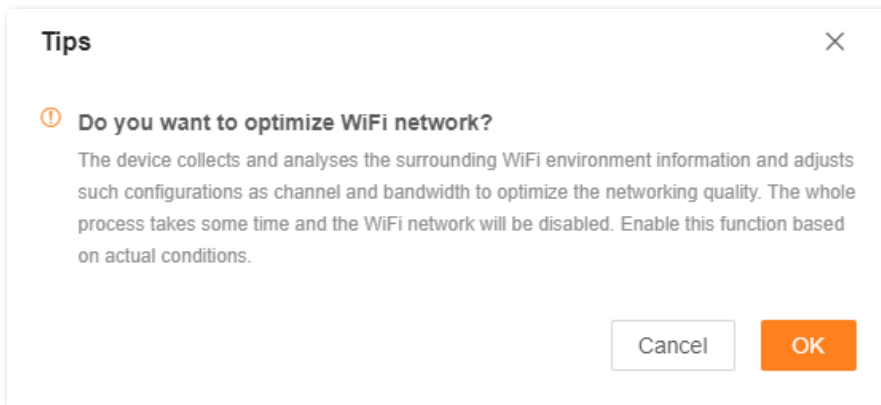 Tips
Do you want to optimize WiFi network?
The device collects and analyses the surrounding WiFi environment information and adjusts
such configurations as channel and bandwidth to optimize the networking quality. The whole
process takes some time and the WiFi network will be disabled. Enable this function based
on actual conditions.
Cancel
OK